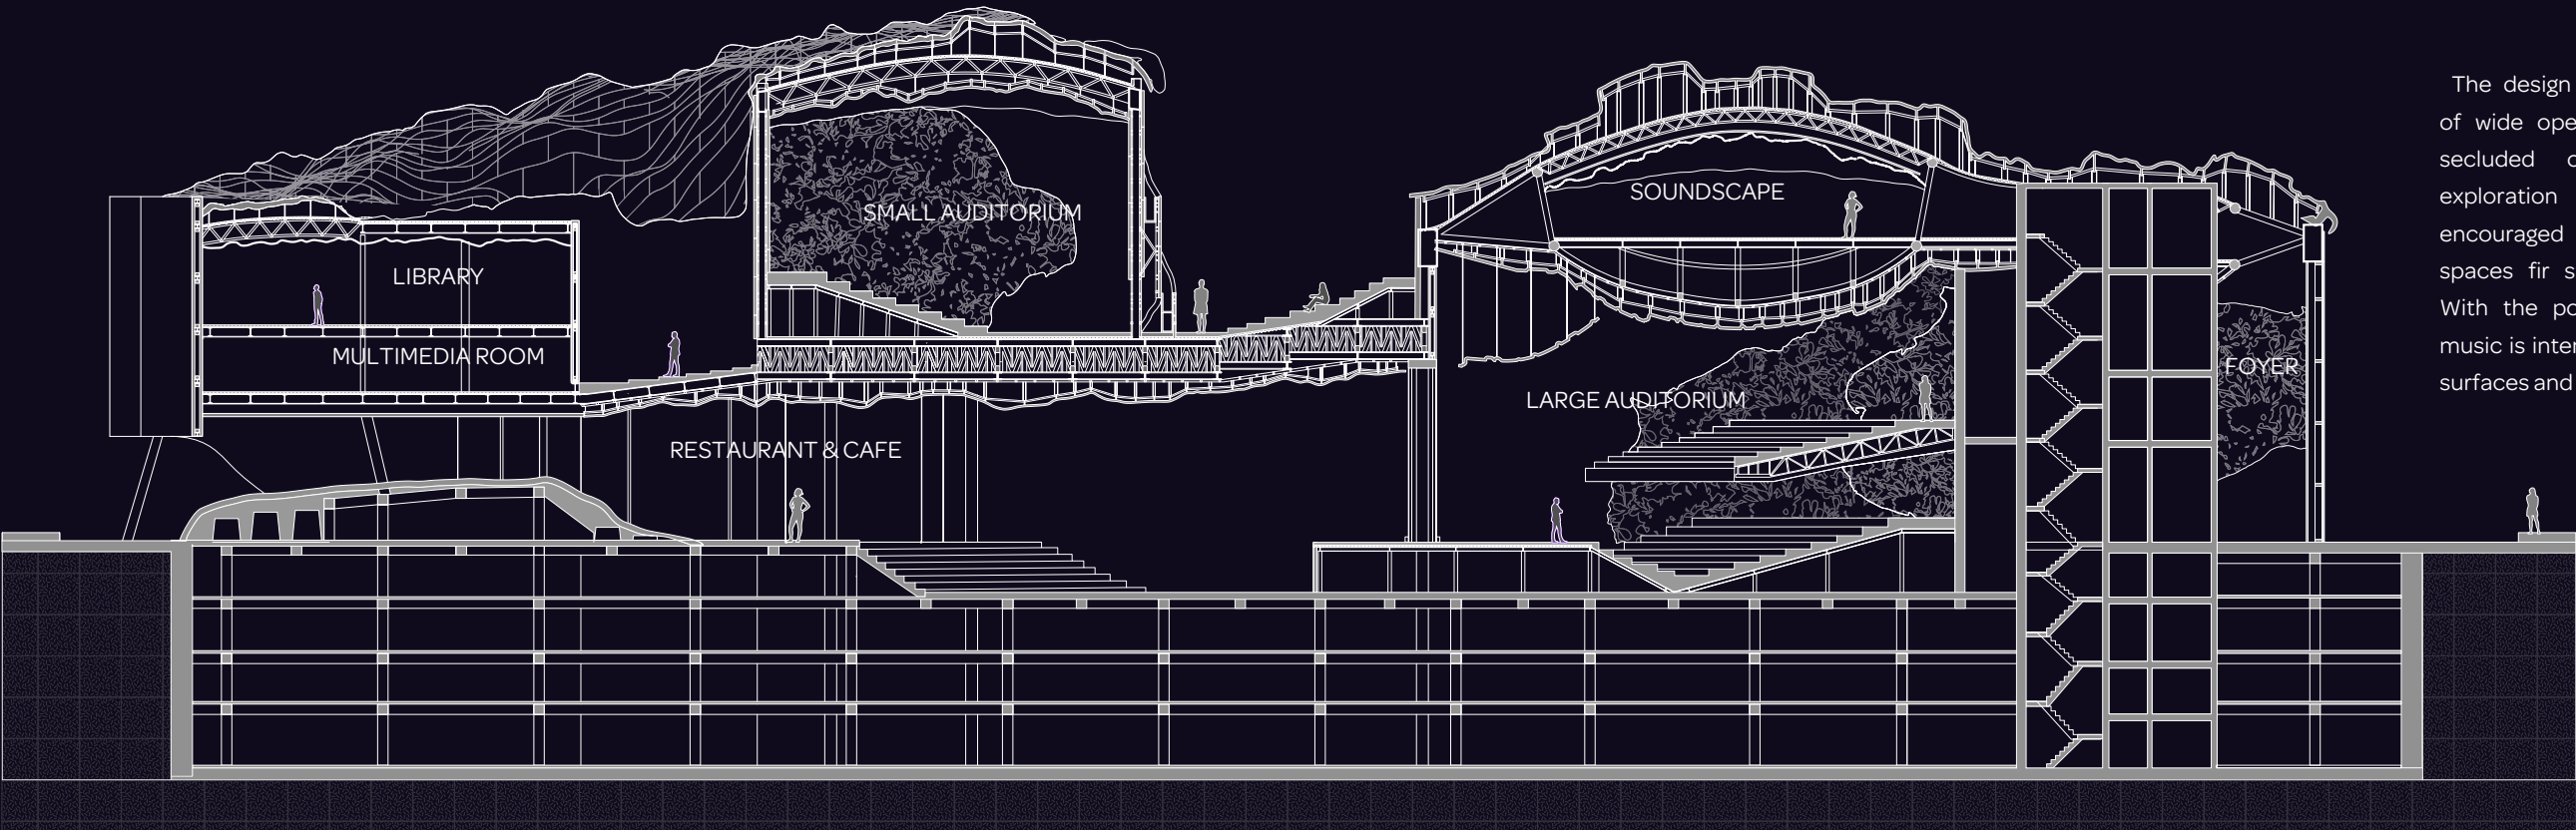 SMALL AUDITORIUM
SOUNDSCAPE
LIBRARY
MULTIMEDIA ROOM
RESTAURANT & CAFE
LARGE AUDITORIUM
FOYER
The design
of wide ope
secluded c
exploration
encouraged
spaces fir s
With the po
music is inter
surfaces and